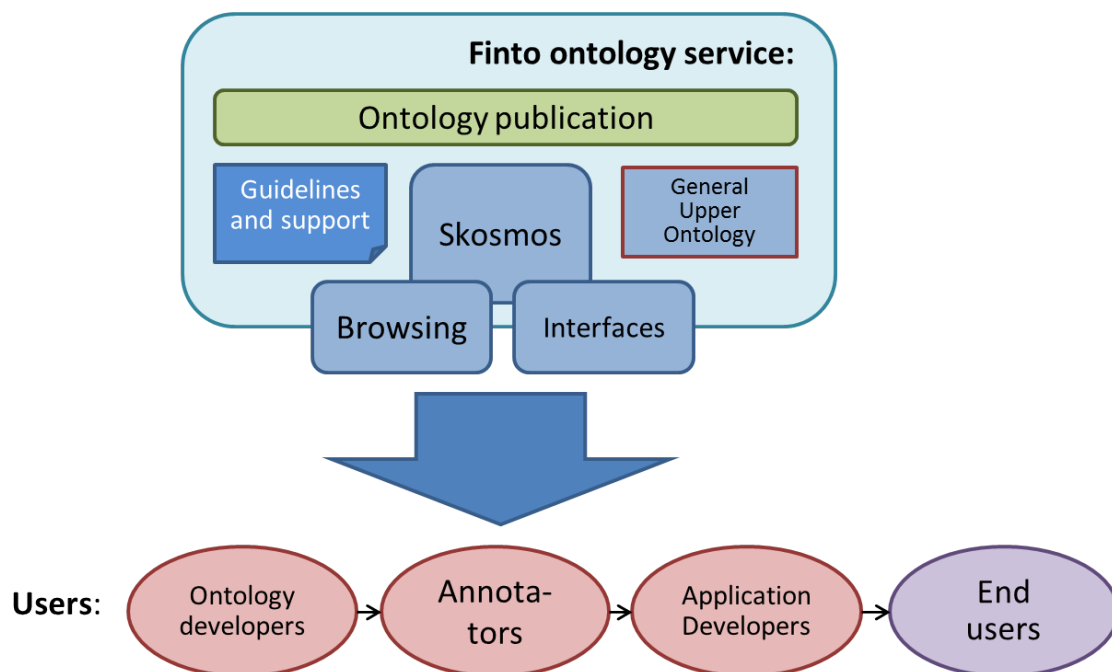 Finto ontology service:
Ontology publication
Guidelines
and support
Skosmos
General
Upper
Ontology
Browsing
Interfaces
Users:
Ontology
developers
Annota-
tors
Application
Developers
End
users